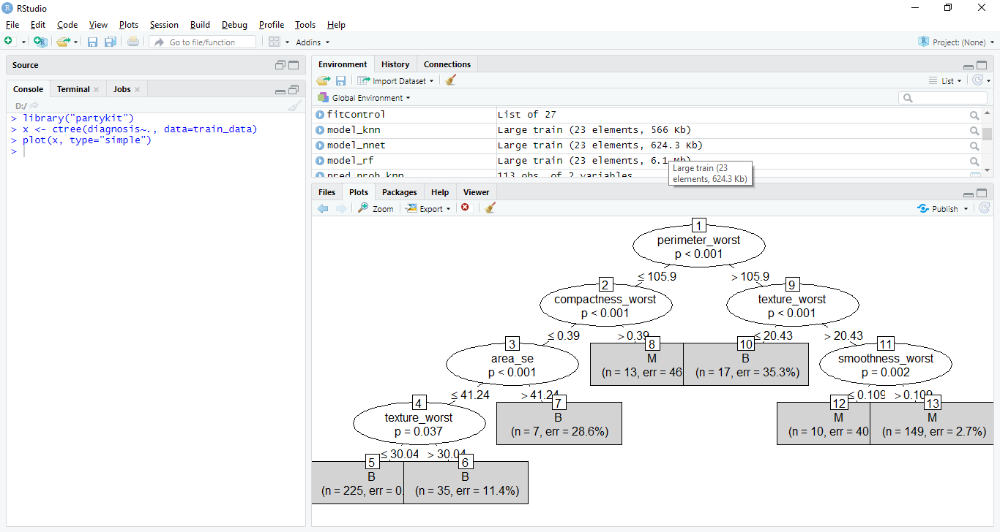 RStudio
File Edit Code View Plots Session Build Debug Profile Tools Help
Go to file/function Addins Project: (None)
Source
Console Terminal Jobs
D:/
> library("partykit")
> x <- ctree(diagnosis~., data=train_data)
> plot(x, type="simple")
>
Environment History Connections
Import Dataset List
Global Environment
fitControl List of 27
model_knn Large train (23 elements, 566 Kb)
model_nnet Large train (23 elements, 624.3 Kb)
model_rf Large train (23 elements, 6.1 Mb)
pred_prob_knn 113 obs. of 2 variables
Large train (23
elements, 624.3 Kb)
Files Plots Packages Help Viewer
Zoom Export Publish
1
perimeter_worst
p < 0.001
≤ 105.9 > 105.9
2 9
compactness_worst texture_worst
p < 0.001 p < 0.001
≤ 0.39 > 0.39 ≤ 20.43 > 20.43
3 8 10 11
area_se M B smoothness_worst
p < 0.001 (n = 13, err = 46 (n = 17, err = 35.3%) p = 0.002
≤ 41.24 > 41.24 ≤ 0.109 > 0.109
4 7 12 13
texture_worst B M M
p = 0.037 (n = 7, err = 28.6%) (n = 10, err = 40 (n = 149, err = 2.7%)
≤ 30.04 > 30.04
5 6
B B
(n = 225, err = 0. (n = 35, err = 11.4%)